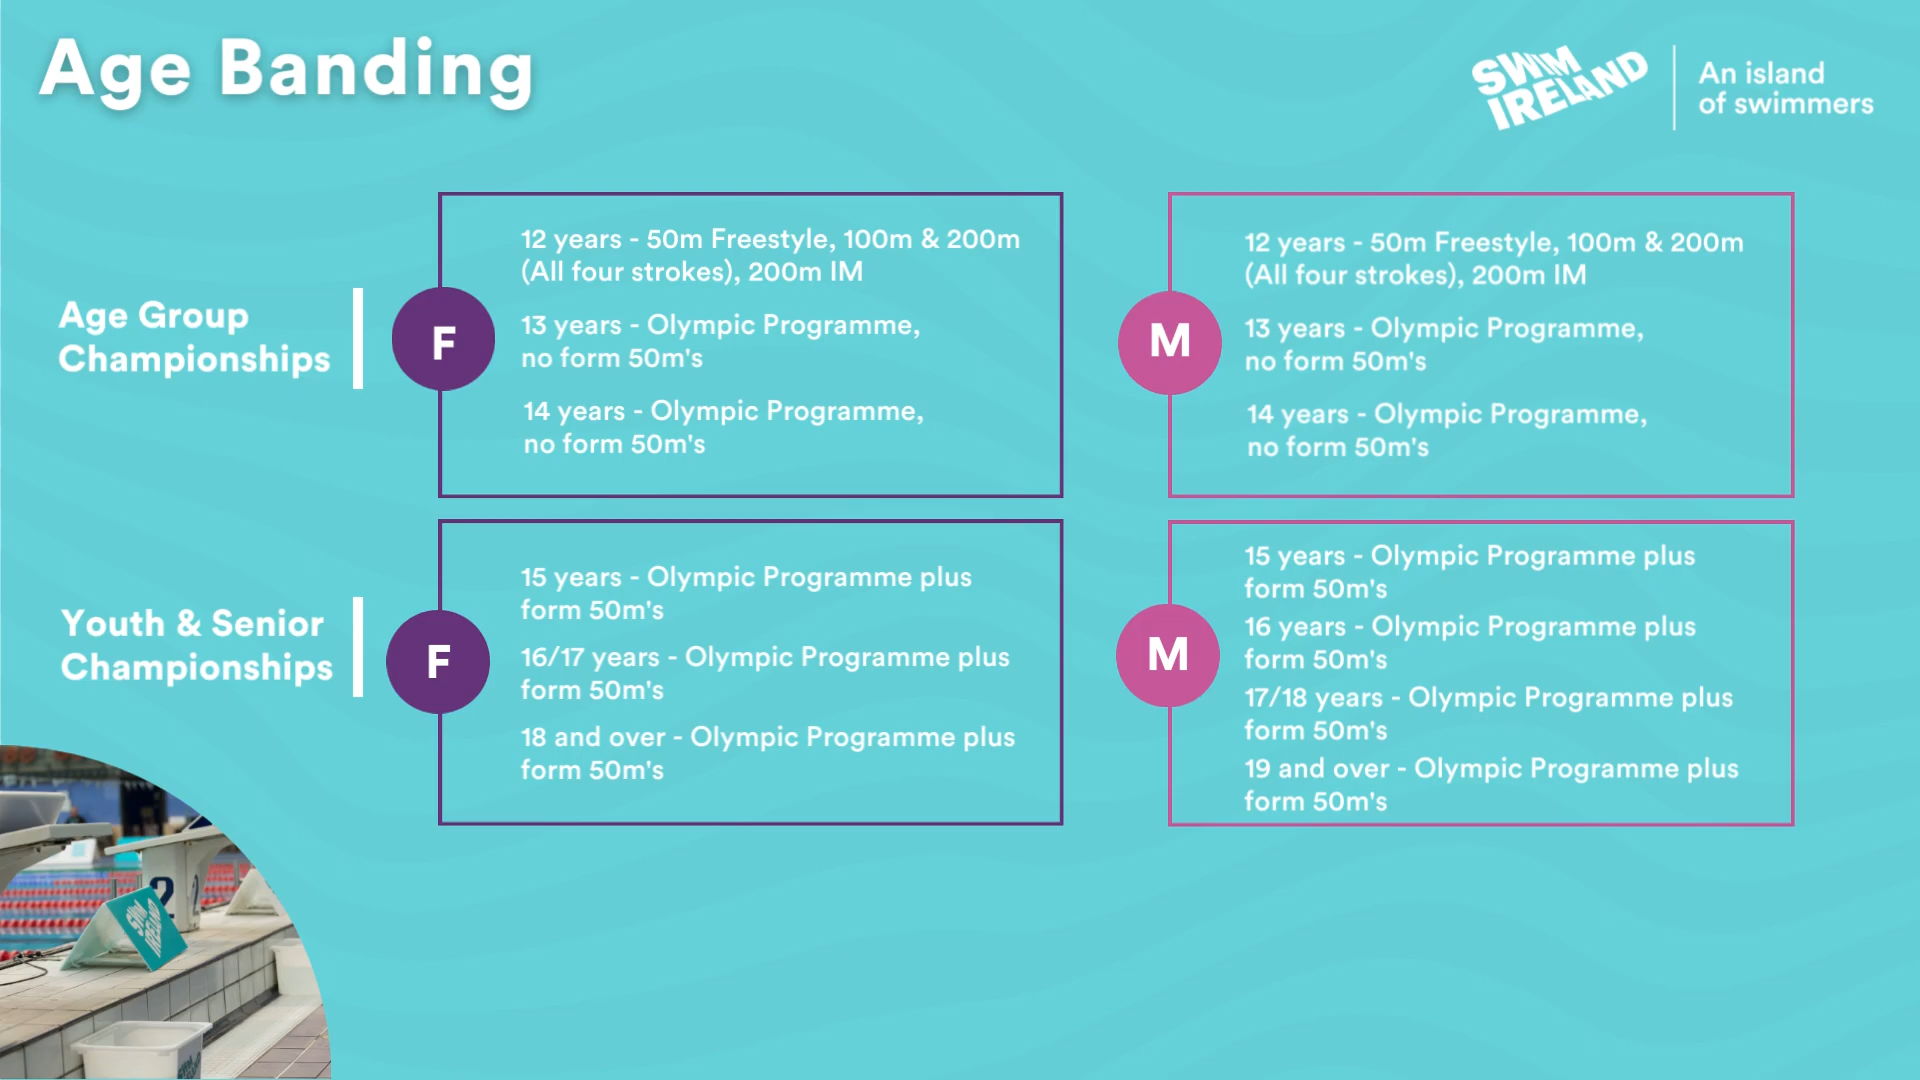 Age Banding
SWIM
IRELAND
An island
of swimmers
Age Group
Championships
F
12 years - 50m Freestyle, 100m & 200m
(All four strokes), 200m IM
13 years - Olympic Programme,
no form 50m's
14 years - Olympic Programme,
no form 50m's
M
12 years - 50m Freestyle, 100m & 200m
(All four strokes), 200m IM
13 years - Olympic Programme,
no form 50m's
14 years - Olympic Programme,
no form 50m's
Youth & Senior
Championships
F
15 years - Olympic Programme plus
form 50m's
16/17 years - Olympic Programme plus
form 50m's
18 and over - Olympic Programme plus
form 50m's
M
15 years - Olympic Programme plus
form 50m's
16 years - Olympic Programme plus
form 50m's
17/18 years - Olympic Programme plus
form 50m's
19 and over - Olympic Programme plus
form 50m's
2
2
SWIM
IRELAND